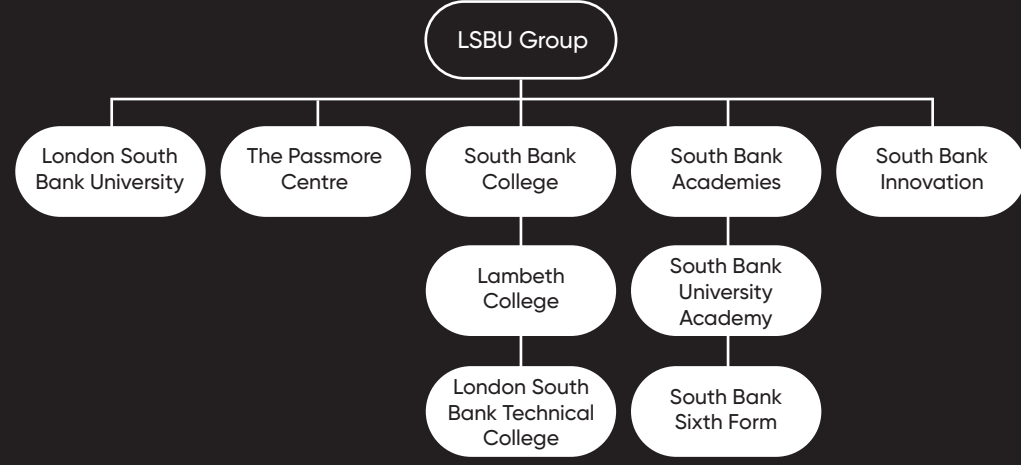 LSBU Group
London South
Bank University
The Passmore
Centre
South Bank
College
South Bank
Academies
South Bank
Innovation
Lambeth
College
South Bank
University
Academy
London South
Bank Technical
College
South Bank
Sixth Form